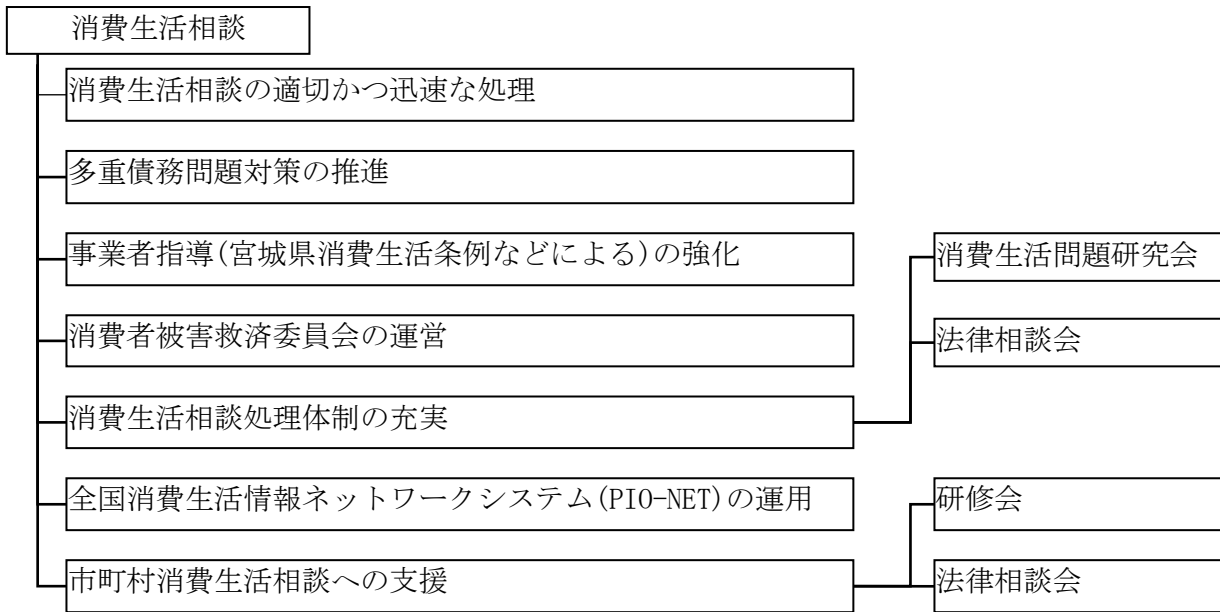 消費生活相談
消費生活相談の適切かつ迅速な処理
多重債務問題対策の推進
事業者指導(宮城県消費生活条例などによる)の強化
消費生活問題研究会
消費者被害救済委員会の運営
法律相談会
消費生活相談処理体制の充実
全国消費生活情報ネットワークシステム(PIO-NET)の運用
研修会
市町村消費生活相談への支援
法律相談会